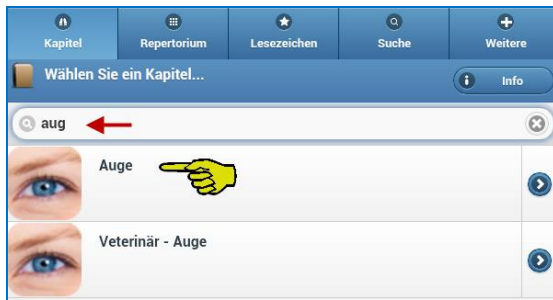 Kapitel
Repertorium
Lesezeichen
Suche
Weitere
Wählen Sie ein Kapitel...
Info
aug
Auge
Veterinär - Auge